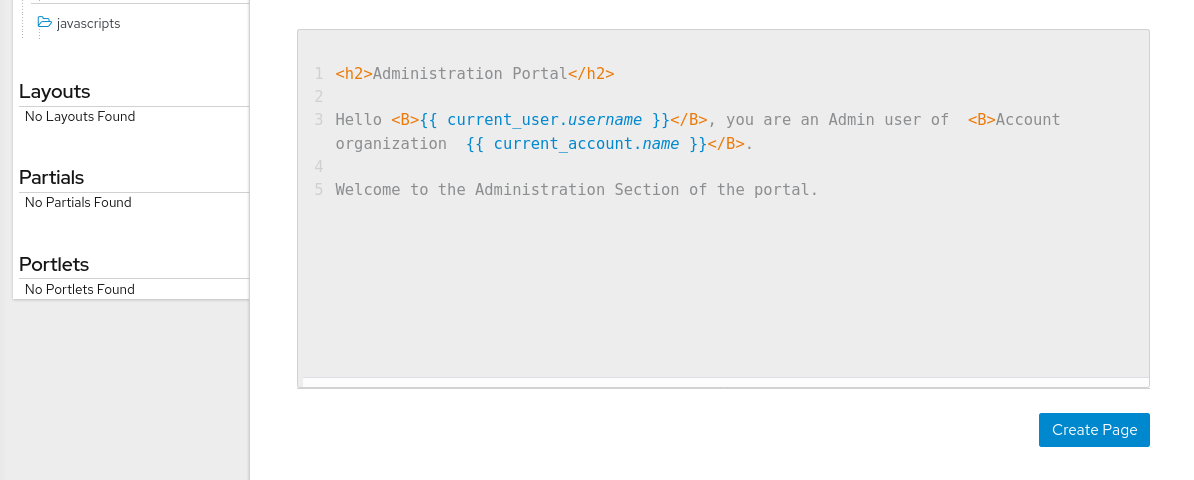 javascripts
Layouts
No Layouts Found
Partials
No Partials Found
Portlets
No Portlets Found
1 <h2>Administration Portal</h2>
2
3 Hello <B>{{ current_user.username }}</B>, you are an Admin user of  <B>Account
organization  {{ current_account.name }}</B>.
4
5 Welcome to the Administration Section of the portal.
Create Page